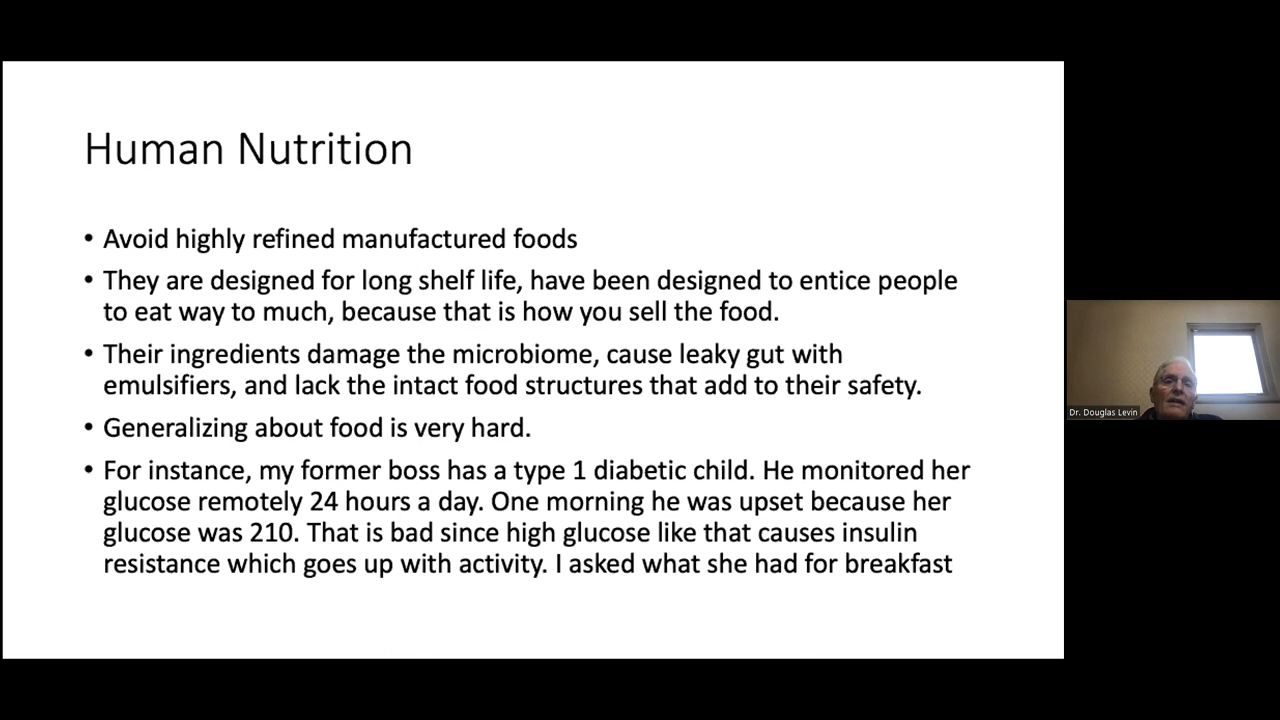 Human Nutrition
• Avoid highly refined manufactured foods
• They are designed for long shelf life, have been designed to entice people
to eat way to much, because that is how you sell the food.
• Their ingredients damage the microbiome, cause leaky gut with
emulsifiers, and lack the intact food structures that add to their safety.
• Generalizing about food is very hard.
• For instance, my former boss has a type 1 diabetic child. He monitored her
glucose remotely 24 hours a day. One morning he was upset because her
glucose was 210. That is bad since high glucose like that causes insulin
resistance which goes up with activity. I asked what she had for breakfast
Dr. Douglas Levin